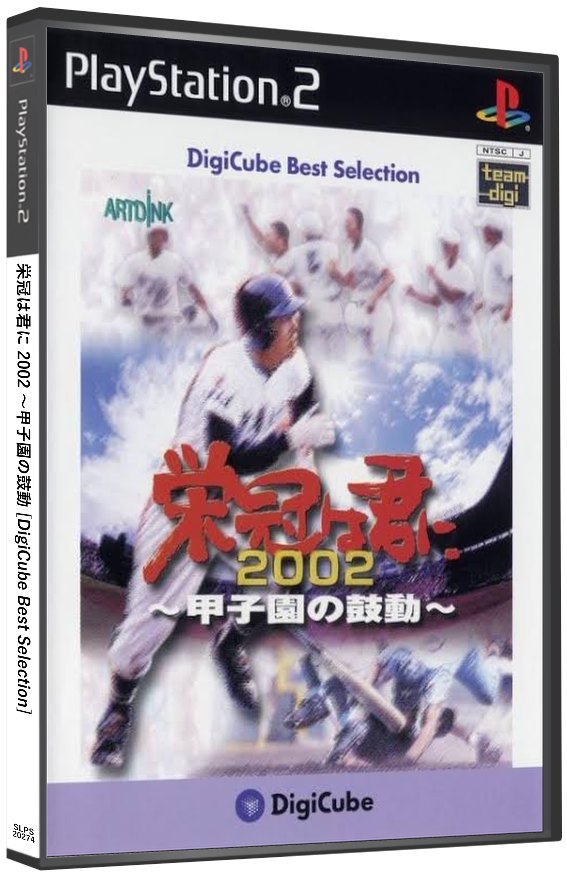 PlayStation®2
NTSC J
DigiCube Best Selection
team-digi
ARTDINK
栄冠は君に
2002
～甲子園の鼓動～
DigiCube
PlayStation®2
栄冠は君に 2002 ～甲子園の鼓動 [DigiCube Best Selection]
SLPS
20274